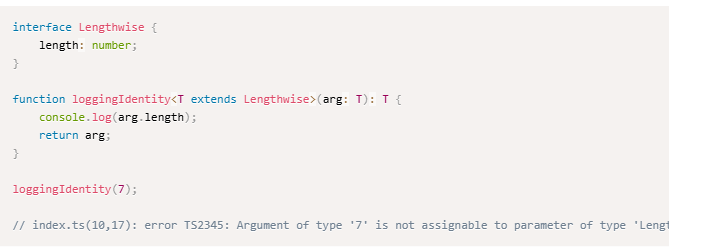 interface Lengthwise {
    length: number;
}
function loggingIdentity<T extends Lengthwise>(arg: T): T {
    console.log(arg.length);
    return arg;
}
loggingIdentity(7);
// index.ts(10,17): error TS2345: Argument of type '7' is not assignable to parameter of type 'Lengt